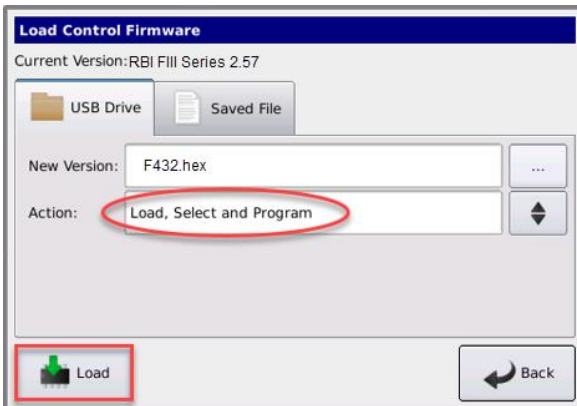 Load Control Firmware
Current Version:RBI FIII Series 2.57
USB Drive
Saved File
New Version:
F432.hex
...
Action:
Load, Select and Program
Load
Back